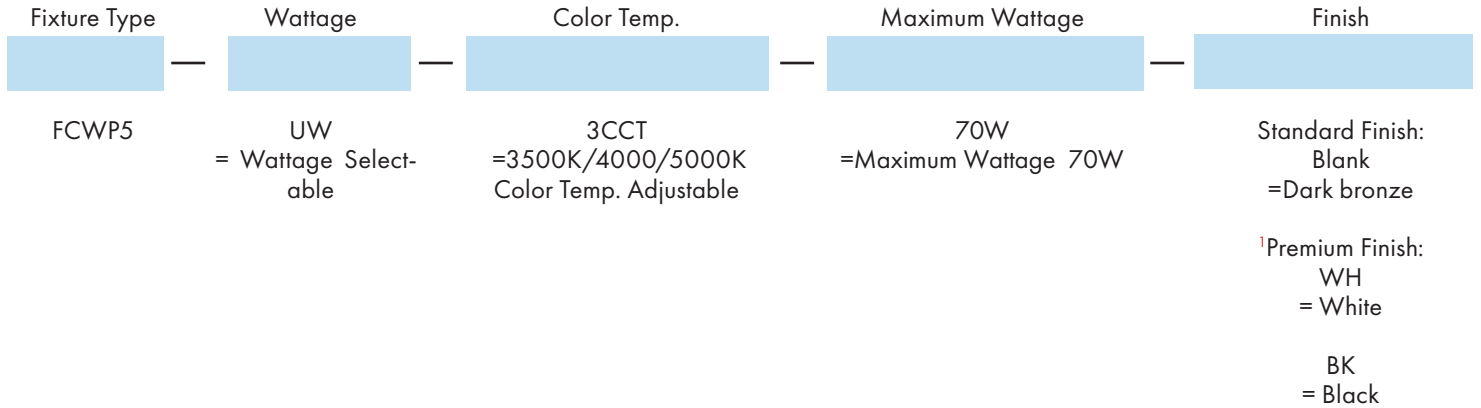 Fixture Type Wattage Color Temp. Maximum Wattage Finish
— — — —
FCWP5 UW 3CCT 70W Standard Finish:
= Wattage Select- =3500K/4000/5000K =Maximum Wattage 70W Blank
able Color Temp. Adjustable =Dark bronze
1Premium Finish:
WH
= White
BK
= Black